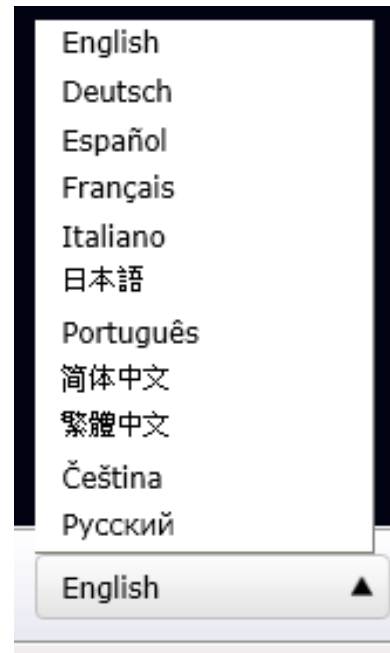 English
Deutsch
Español
Français
Italiano
日本語
Português
简体中文
繁體中文
Čeština
Русский
English